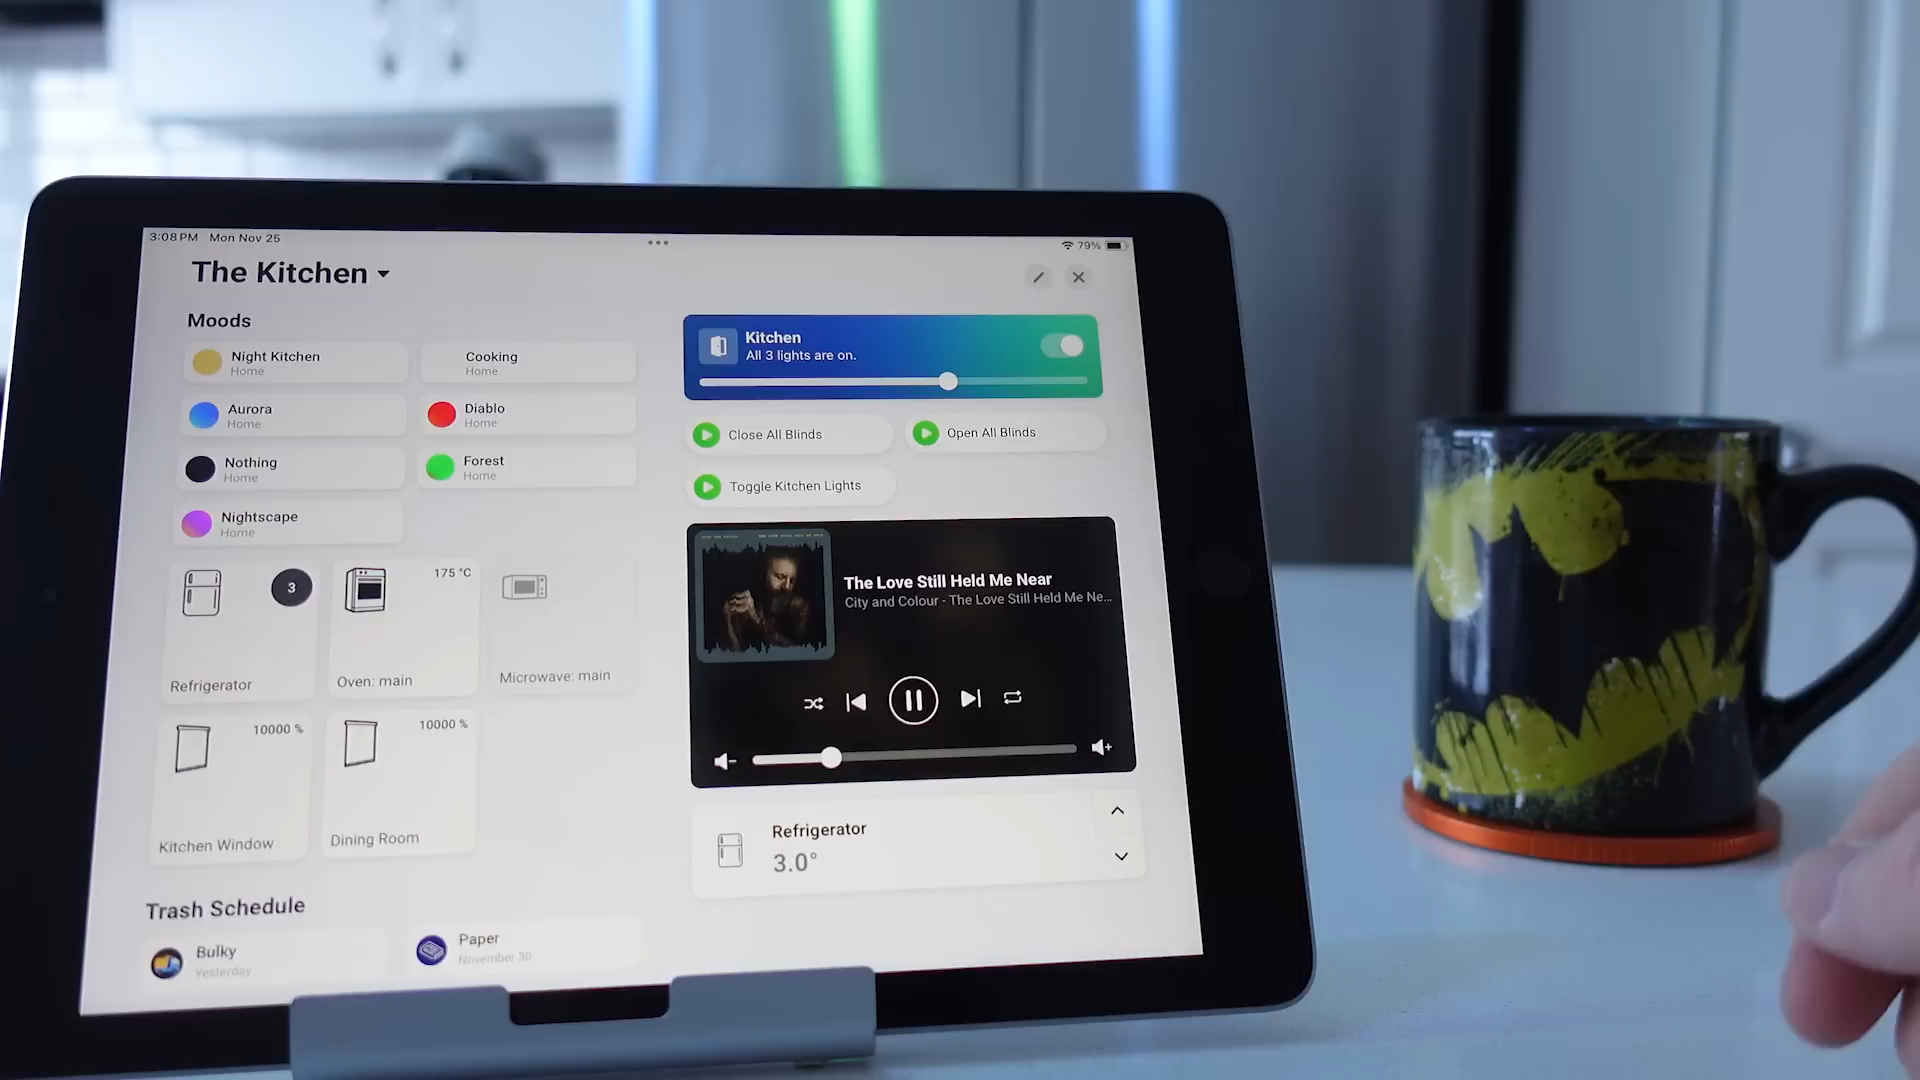 3:08 PM Mon Nov 25
79%
The Kitchen
Moods
Night Kitchen
Home
Cooking
Home
Aurora
Home
Diablo
Home
Nothing
Home
Forest
Home
Nightscape
Home
3
Refrigerator
175 °C
Oven: main
Microwave: main
10000 %
Kitchen Window
10000 %
Dining Room
Trash Schedule
Bulky
Yesterday
Paper
November 30
Kitchen
All 3 lights are on.
Close All Blinds
Open All Blinds
Toggle Kitchen Lights
The Love Still Held Me Near
City and Colour - The Love Still Held Me Ne...
Refrigerator
3.0°